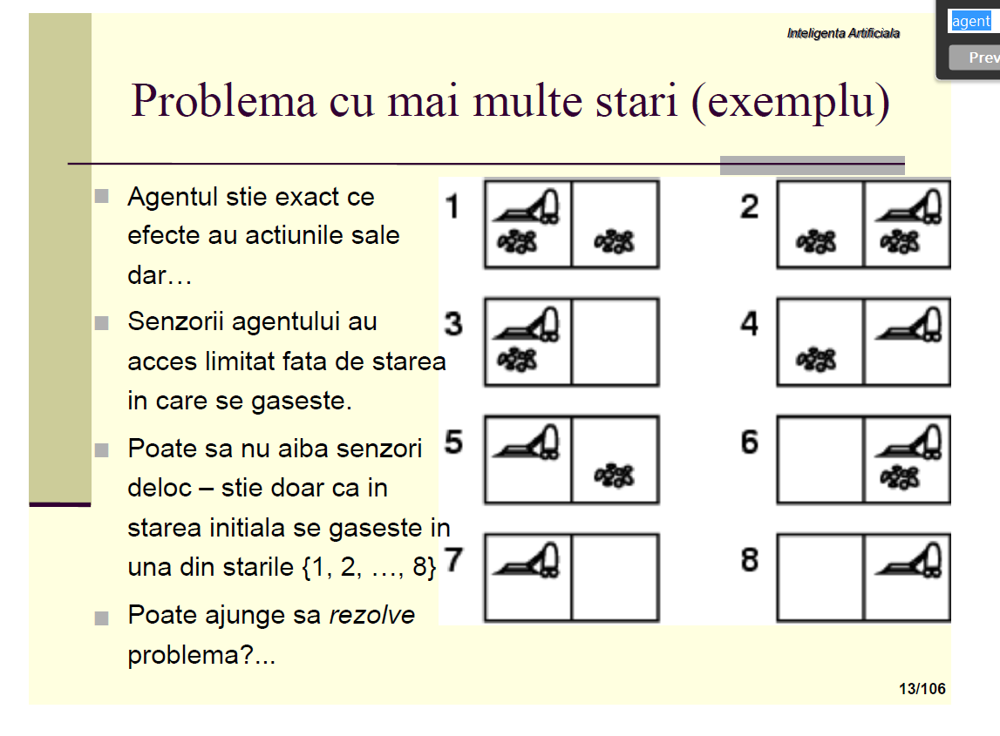 Inteligenta Artificiala
agent
Prev
Problema cu mai multe stari (exemplu)
Agentul stie exact ce
efecte au actiunile sale
dar…
Senzorii agentului au
acces limitat fata de starea
in care se gaseste.
Poate sa nu aiba senzori
deloc – stie doar ca in
starea initiala se gaseste in
una din starile {1, 2, …, 8}
Poate ajunge sa rezolve
problema?...
1
2
3
4
5
6
7
8
13/106